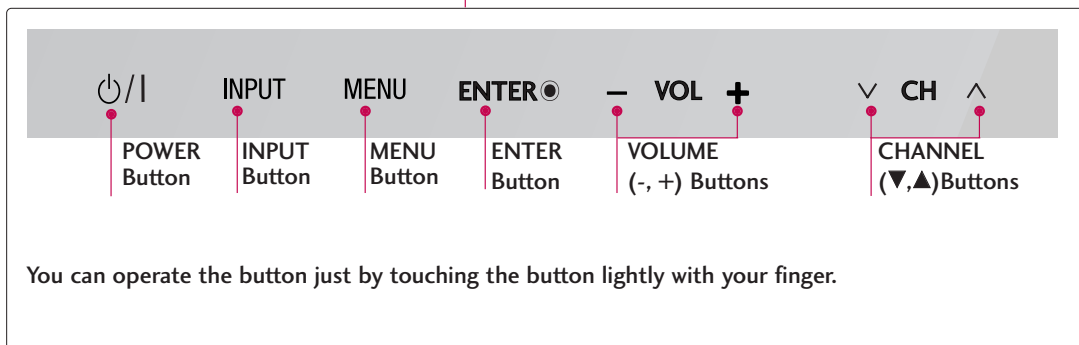 ⏻/I INPUT MENU ENTER◉ − VOL + ∨ CH ∧
POWER INPUT MENU ENTER VOLUME CHANNEL
Button Button Button Button (-, +) Buttons (▼,▲)Buttons
You can operate the button just by touching the button lightly with your finger.